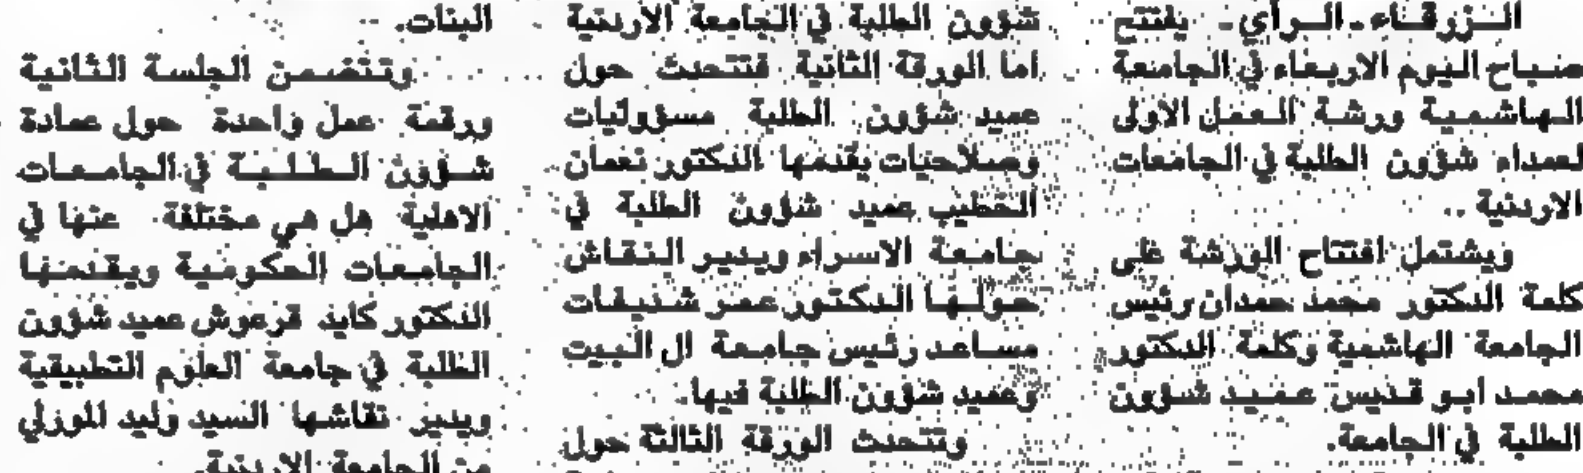 الزرقاء - الرأي - يفتتح
صباح اليوم الاربعاء في الجامعة
الهاشمية ورشة العمل الاولى
لعمداء شؤون الطلبة في الجامعات
الاردنية ..
ويشتمل افتتاح الورشة على
كلمة الدكتور محمد حمدان رئيس
الجامعة الهاشمية وكلمة الدكتور
محمد ابو قديس عميد شؤون
الطلبة في الجامعة.
شؤون الطلبة في الجامعة الاردنية
اما الورقة الثانية فتتحدث حول
عميد شؤون الطلبة مسؤوليات
وصلاحيات يقدمها الدكتور نعمان
الخطيب عميد شؤون الطلبة في
جامعة الاسراء ويدير النقاش
حولها الدكتور عمر شديفات
مساعد رئيس جامعة ال البيت
وعميد شؤون الطلبة فيها.
وتتحدث الورقة الثالثة حول
البنات.
وتتضمن الجلسة الثانية
ورقة عمل واحدة حول عمادة
شؤون الطلبة في الجامعات
الاهلية هل هي مختلفة عنها في
الجامعات الحكومية ويقدمها
الدكتور كايد قرعوش عميد شؤون
الطلبة في جامعة العلوم التطبيقية
ويدير نقاشها السيد وليد المورلي
من الجامعة الاردنية.